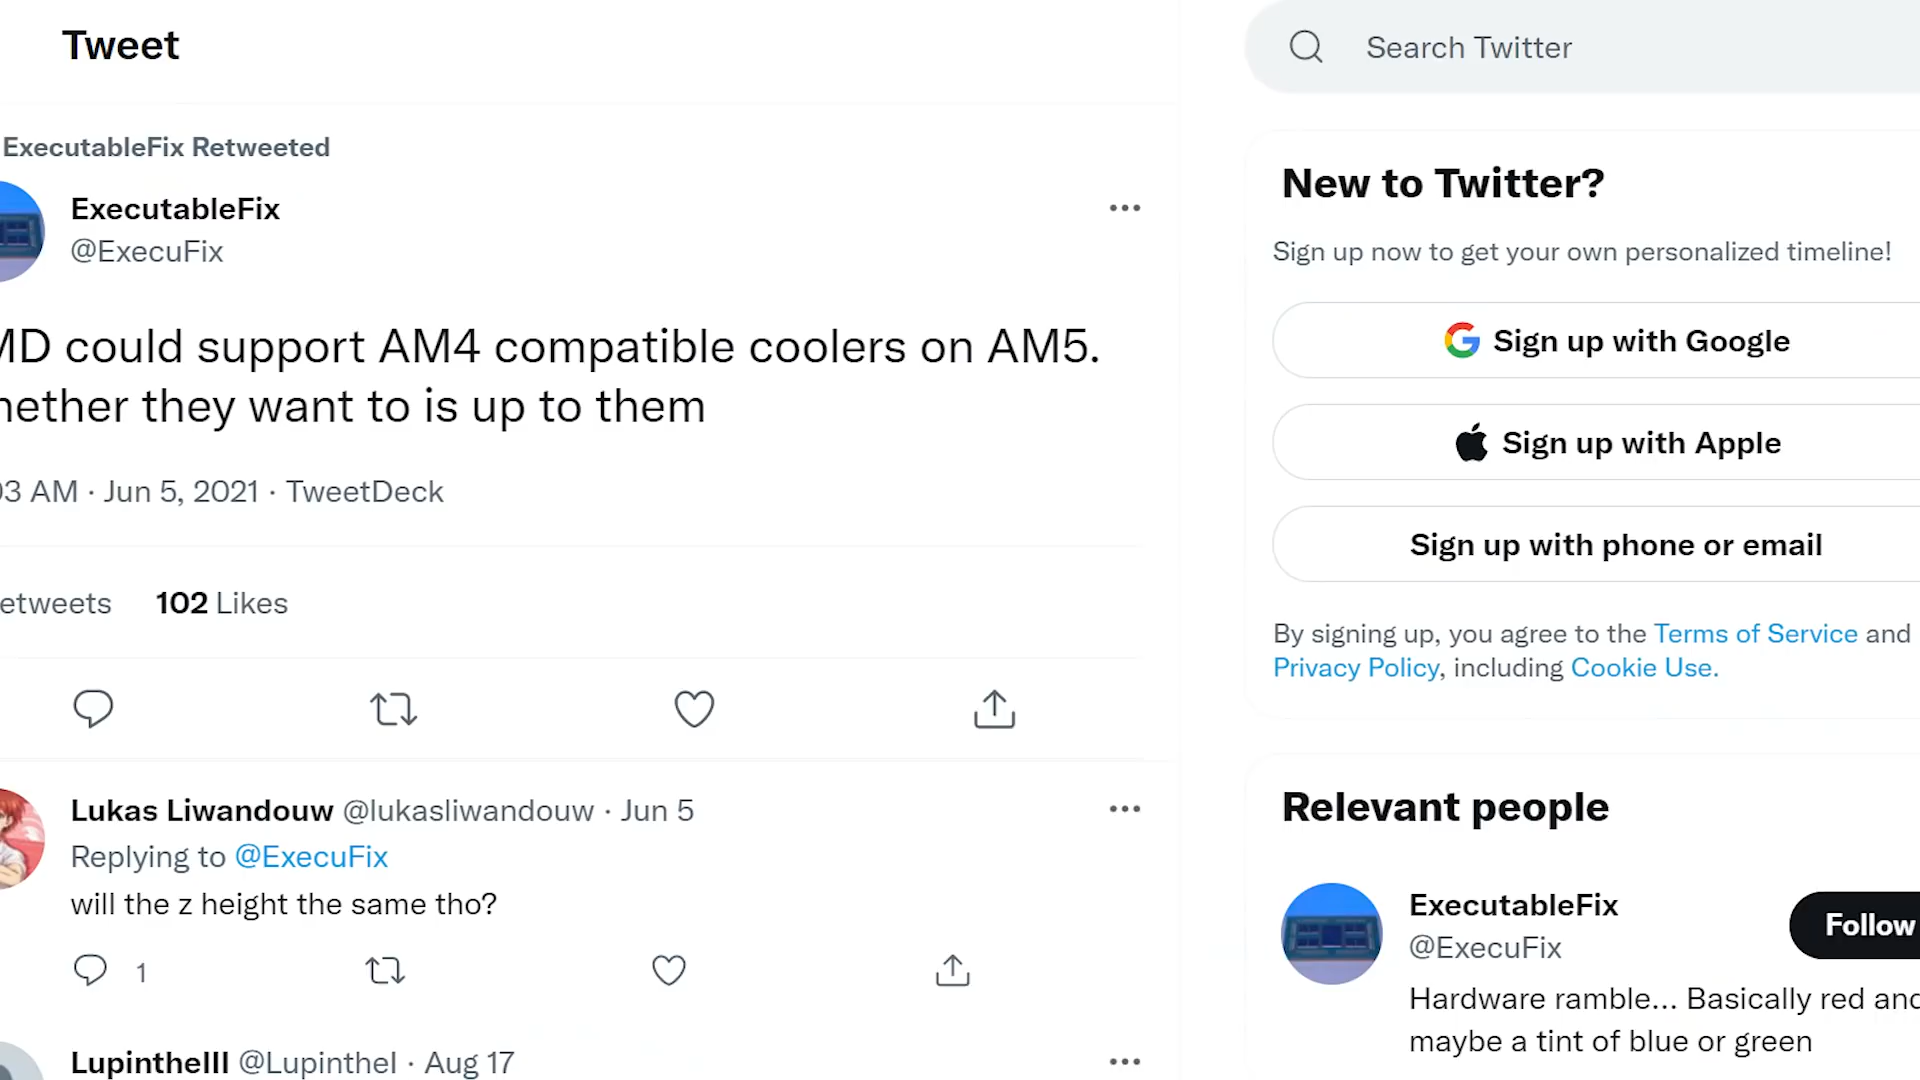 Tweet
ExecutableFix Retweeted
ExecutableFix
@ExecuFix
MD could support AM4 compatible coolers on AM5.
hether they want to is up to them
03 AM · Jun 5, 2021 · TweetDeck
etweets 102 Likes
Lukas Liwandouw @lukasliwandouw · Jun 5
Replying to @ExecuFix
will the z height the same tho?
1
LupintheIII @Lupinthel · Aug 17
Search Twitter
New to Twitter?
Sign up now to get your own personalized timeline!
Sign up with Google
Sign up with Apple
Sign up with phone or email
By signing up, you agree to the Terms of Service and
Privacy Policy, including Cookie Use.
Relevant people
ExecutableFix
@ExecuFix
Follow
Hardware ramble... Basically red and
maybe a tint of blue or green